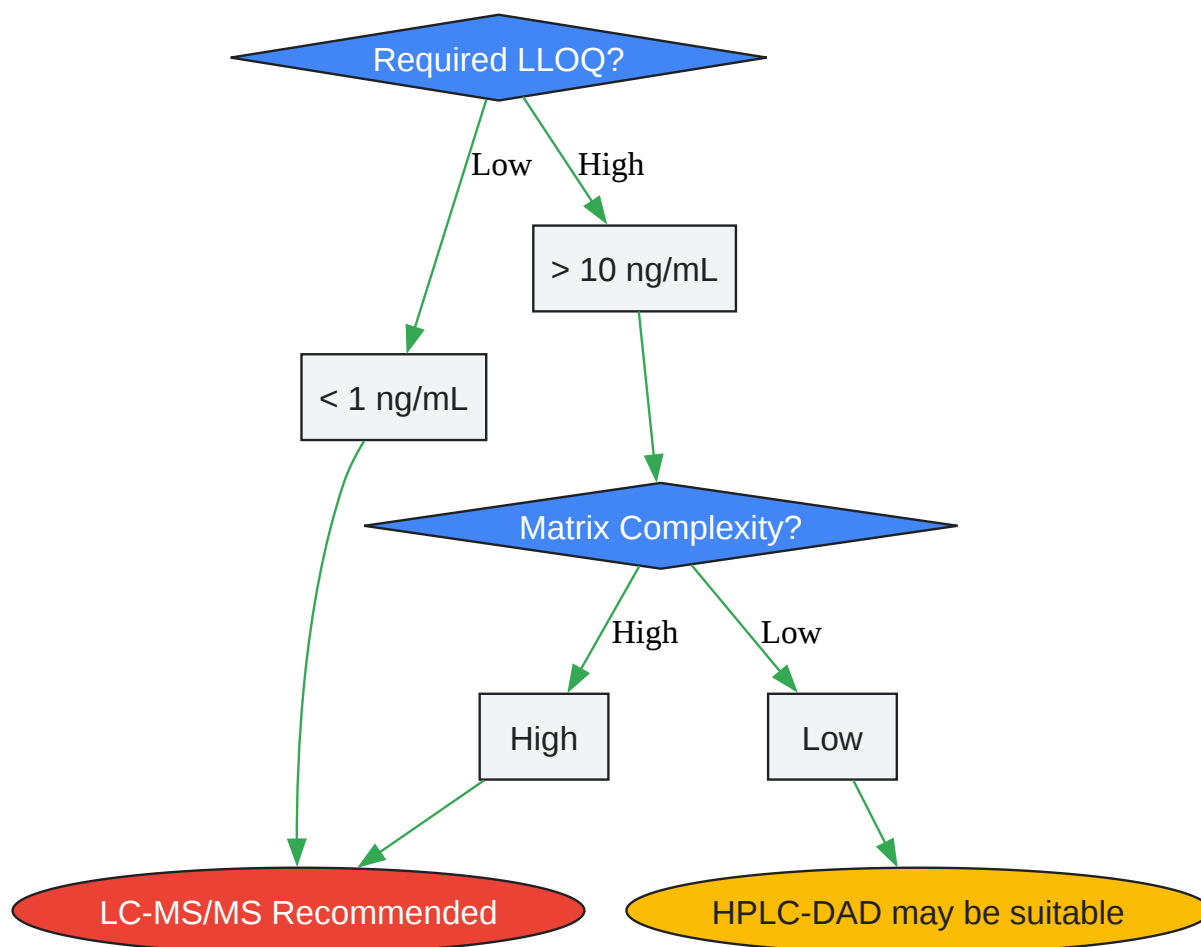 Required LLOQ?
Low
High
> 10 ng/mL
< 1 ng/mL
Matrix Complexity?
High
Low
High
Low
LC-MS/MS Recommended
HPLC-DAD may be suitable